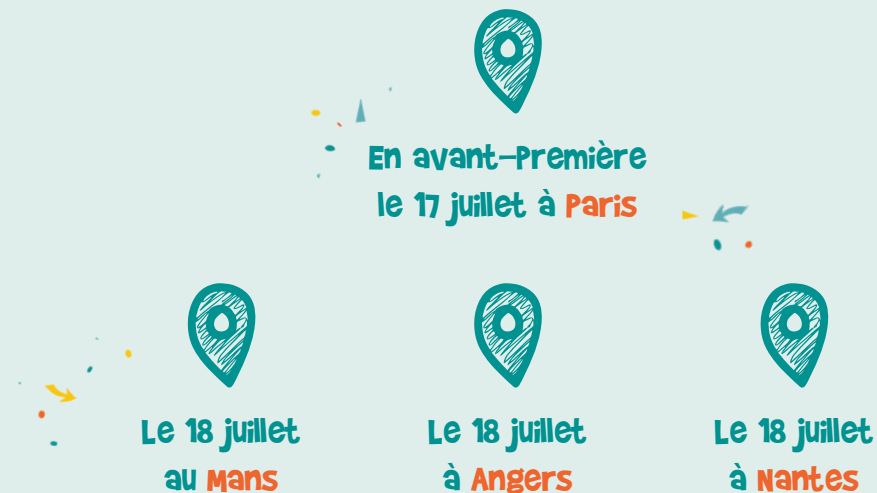 En avant-Première
le 17 juillet à Paris
Le 18 juillet
au Mans
Le 18 juillet
à Angers
Le 18 juillet
à Nantes